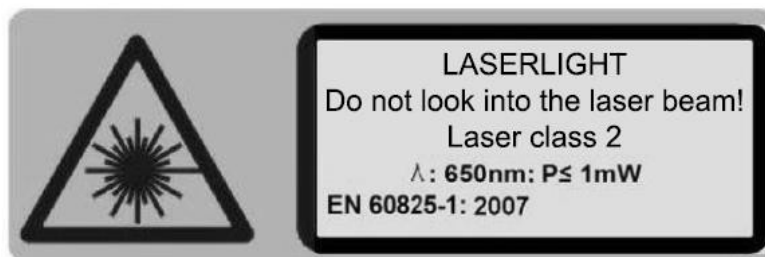 LASERLIGHT
Do not look into the laser beam!
Laser class 2
λ: 650nm: P≤ 1mW
EN 60825-1: 2007